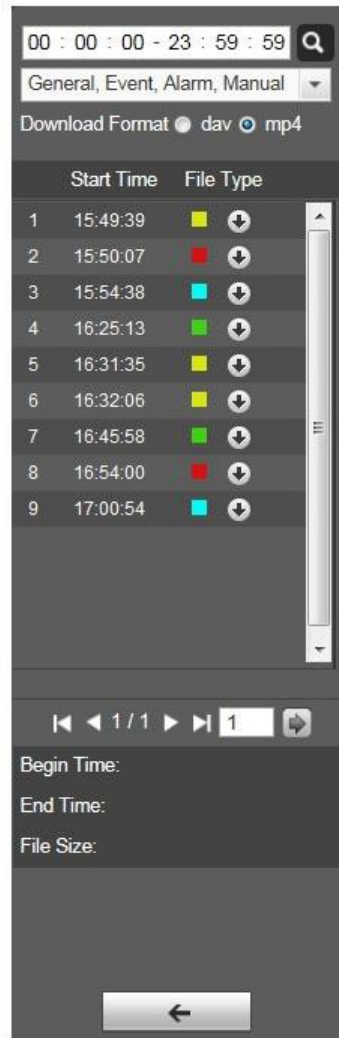 00 : 00 : 00 - 23 : 59 : 59
General, Event, Alarm, Manual
Download Format dav mp4
Start Time File Type
1 15:49:39
2 15:50:07
3 15:54:38
4 16:25:13
5 16:31:35
6 16:32:06
7 16:45:58
8 16:54:00
9 17:00:54
1 / 1 1
Begin Time:
End Time:
File Size: